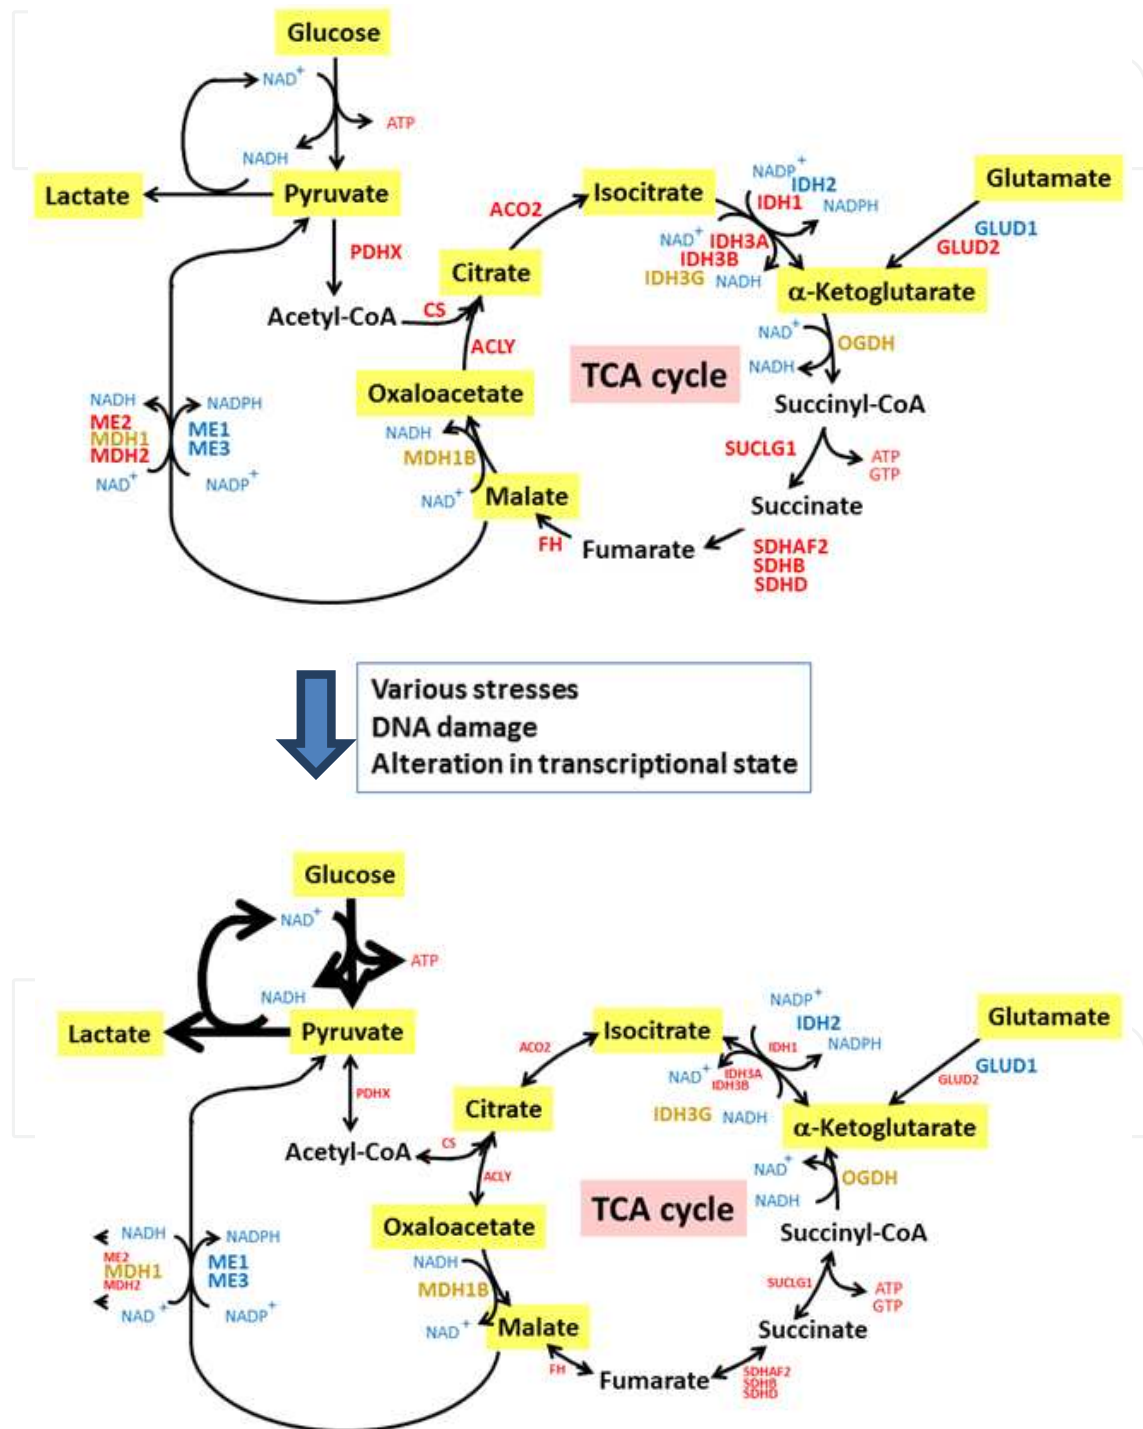 Glucose
NAD+
ATP
NADH
Lactate
Pyruvate
PDHX
Acetyl-CoA
CS
Citrate
ACO2
Isocitrate
NADP+
IDH2
IDH1
NADPH
NAD+
IDH3A
IDH3B
IDH3G
NADH
Glutamate
GLUD1
GLUD2
α-Ketoglutarate
NAD+
OGDH
NADH
Succinyl-CoA
SUCLG1
ATP
GTP
Succinate
SDHAF2
SDHB
SDHD
Fumarate
FH
Malate
NADH
MDH1B
NAD+
Oxaloacetate
ACLY
TCA cycle
NADH
ME2
MDH1
MDH2
NAD+
NADPH
ME1
ME3
NADP+
Various stresses
DNA damage
Alteration in transcriptional state
Glucose
NAD+
ATP
NADH
Lactate
Pyruvate
PDHX
Acetyl-CoA
CS
Citrate
ACO2
Isocitrate
NADP+
IDH2
IDH1
NADPH
NAD+
IDH3A
IDH3B
IDH3G
NADH
Glutamate
GLUD1
GLUD2
α-Ketoglutarate
NAD+
OGDH
NADH
Succinyl-CoA
SUCLG1
ATP
GTP
Succinate
SDHAF2
SDHB
SDHD
Fumarate
FH
Malate
NADH
MDH1B
NAD+
Oxaloacetate
ACLY
TCA cycle
NADH
ME2
MDH1
MDH2
NAD+
NADPH
ME1
ME3
NADP+